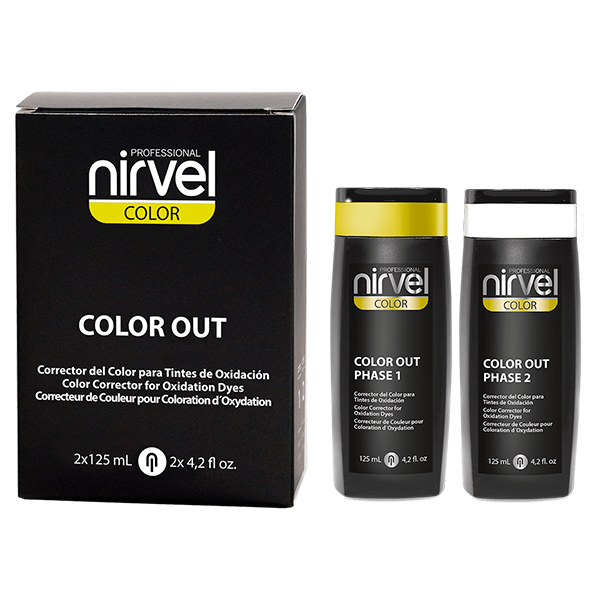 PROFESSIONAL
nirvel
COLOR
COLOR OUT
Corrector del Color para Tintes de Oxidación
Color Corrector for Oxidation Dyes
Correcteur de Couleur pour Coloration d´Oxydation
2x125 mL 2x 4,2 fl oz.
PROFESSIONAL
nirvel
COLOR
COLOR OUT
PHASE 1
Corrector del Color para
Tintes de Oxidación
Color Corrector for
Oxidation Dyes
Correcteur de Couleur pour
Coloration d´Oxydation
125 mL 4,2 fl. oz
PROFESSIONAL
nirvel
COLOR
COLOR OUT
PHASE 2
Corrector del Color para
Tintes de Oxidación
Color Corrector for
Oxidation Dyes
Correcteur de Couleur pour
Coloration d´Oxydation
125 mL 4,2 fl. oz